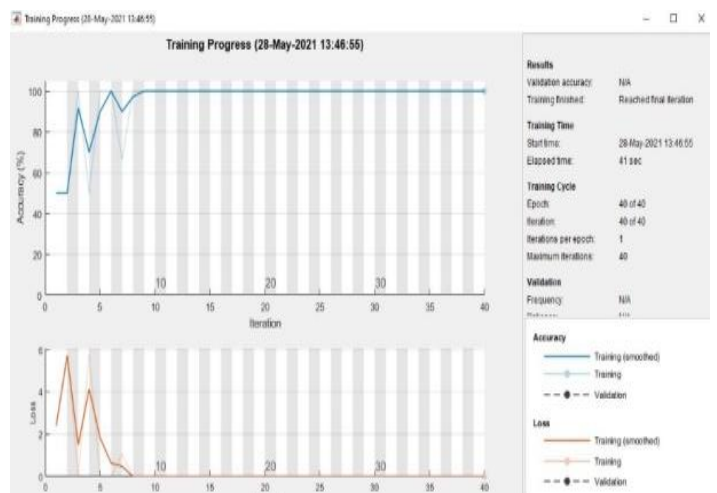 Training Progress (28-May-2021 13:46:55)
Training Progress (28-May-2021 13:46:55)
Accuracy (%)
100
80
60
40
20
0
10 20 30
0 5 10 15 20 25 30 35 40
Iteration
Loss
6
4
2
0
10 20 30
0 5 10 15 20 25 30 35 40
Results
Validation accuracy: N/A
Training finished: Reached final iteration
Training Time
Start time: 28-May-2021 13:46:55
Elapsed time: 41 sec
Training Cycle
Epoch: 40 of 40
Iteration: 40 of 40
Iterations per epoch: 1
Maximum iterations: 40
Validation
Frequency: N/A
Accuracy
Training (smoothed)
Training
Validation
Loss
Training (smoothed)
Training
Validation